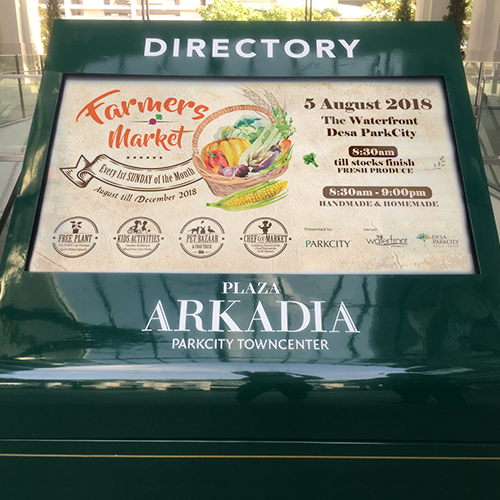 DIRECTORY
Farmers
Market
Every 1st SUNDAY of the Month
August till December 2018
5 August 2018
The Waterfront
Desa ParkCity
8:30am
till stocks finish
FRESH PRODUCE
8:30am - 9:00pm
HANDMADE & HOMEMADE
FREE PLANT
KIDS ACTIVITIES
PET BAZAAR
& FOOD TRUCK
CHEF @ MARKET
Presented by:
PARKCITY
Venue:
waterfront
DESA
PARKCITY
PLAZA
ARKADIA
PARKCITY TOWNCENTER